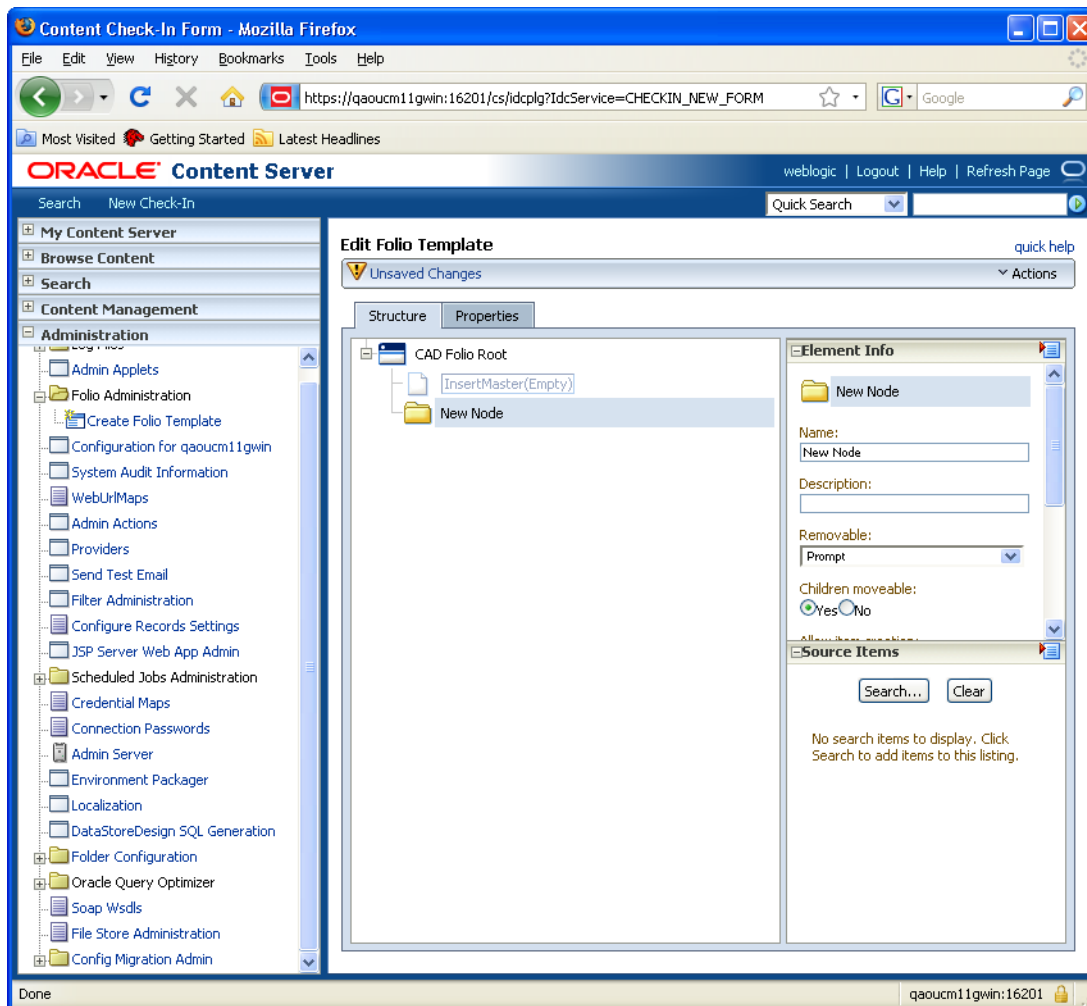 Content Check-In Form - Mozilla Firefox
File Edit View History Bookmarks Tools Help
https://qaoucm11gwin:16201/cs/idcplg?IdcService=CHECKIN_NEW_FORM
G Google
Most Visited Getting Started Latest Headlines
ORACLE Content Server
weblogic | Logout | Help | Refresh Page
Search New Check-In
Quick Search
My Content Server
Browse Content
Search
Content Management
Administration
Log Files
Admin Applets
Folio Administration
Create Folio Template
Configuration for qaoucm11gwin
System Audit Information
WebUrlMaps
Admin Actions
Providers
Send Test Email
Filter Administration
Configure Records Settings
JSP Server Web App Admin
Scheduled Jobs Administration
Credential Maps
Connection Passwords
Admin Server
Environment Packager
Localization
DataStoreDesign SQL Generation
Folder Configuration
Oracle Query Optimizer
Soap Wsdls
File Store Administration
Config Migration Admin
Edit Folio Template
quick help
Unsaved Changes
Actions
Structure Properties
CAD Folio Root
InsertMaster(Empty)
New Node
Element Info
New Node
Name:
New Node
Description:
Removable:
Prompt
Children moveable:
Yes No
Allow item creation:
Source Items
Search... Clear
No search items to display. Click
Search to add items to this listing.
Done
qaoucm11gwin:16201